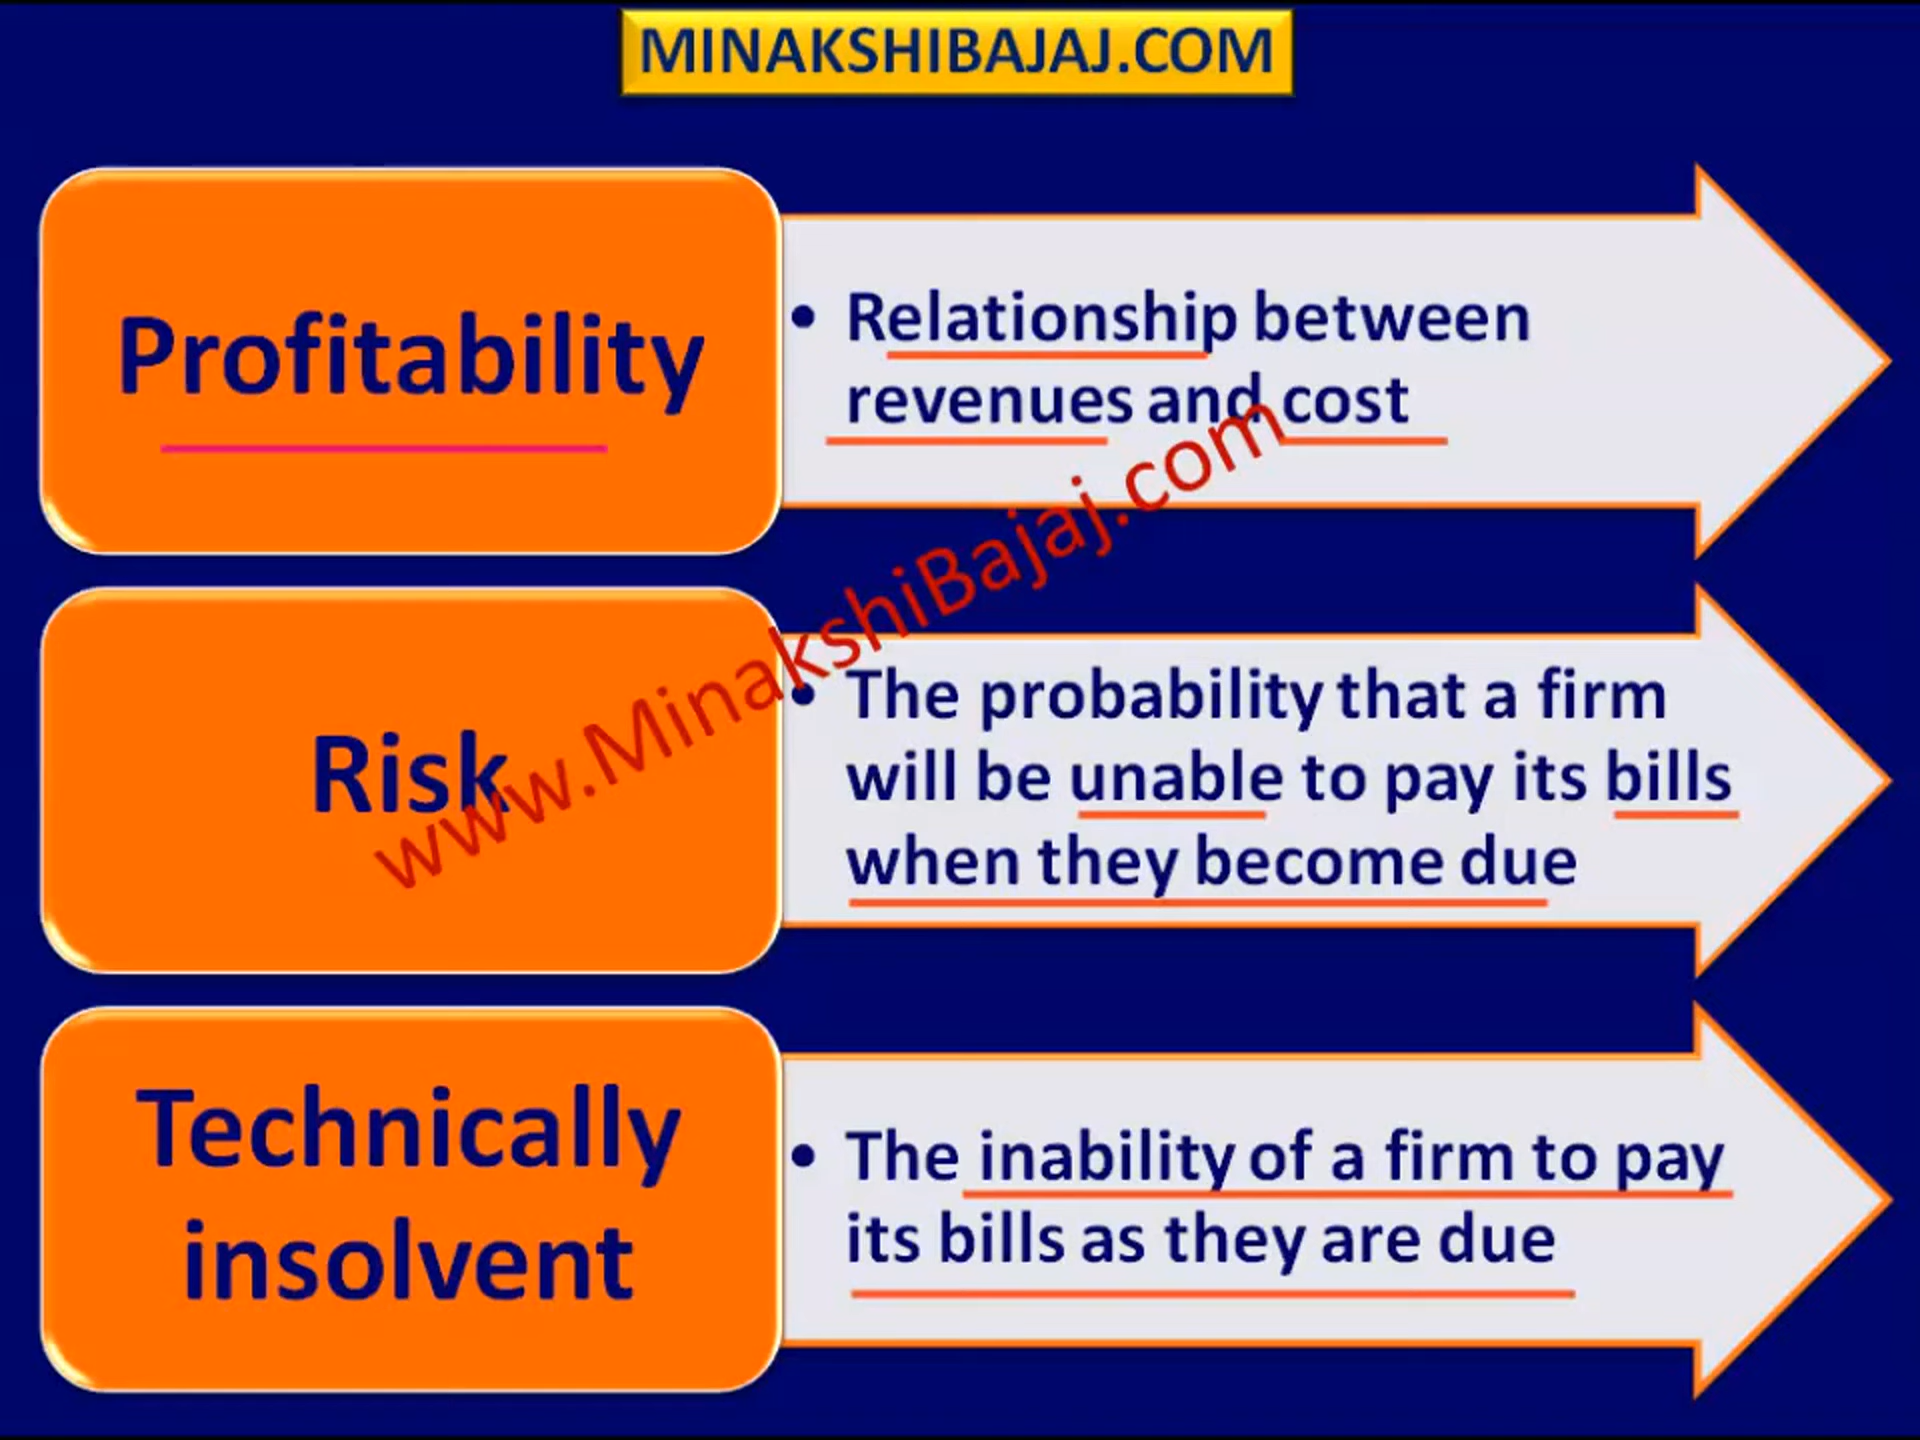 MINAKSHIBAJAJ.COM
Profitability
• Relationship between
revenues and cost
Risk
• The probability that a firm
will be unable to pay its bills
when they become due
Technically
insolvent
• The inability of a firm to pay
its bills as they are due
www.MinakshiBajaj.com